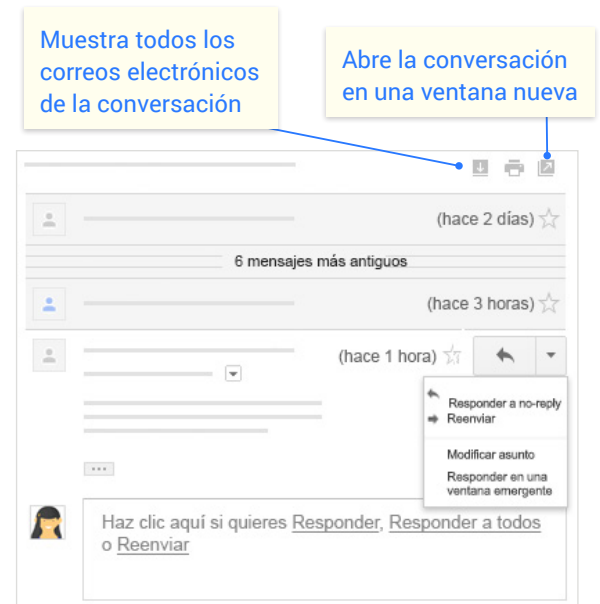 Muestra todos los
correos electrónicos
de la conversación
Abre la conversación
en una ventana nueva
(hace 2 días)
6 mensajes más antiguos
(hace 3 horas)
(hace 1 hora)
Responder a no-reply
Reenviar
Modificar asunto
Responder en una
ventana emergente
Haz clic aquí si quieres Responder, Responder a todos
o Reenviar